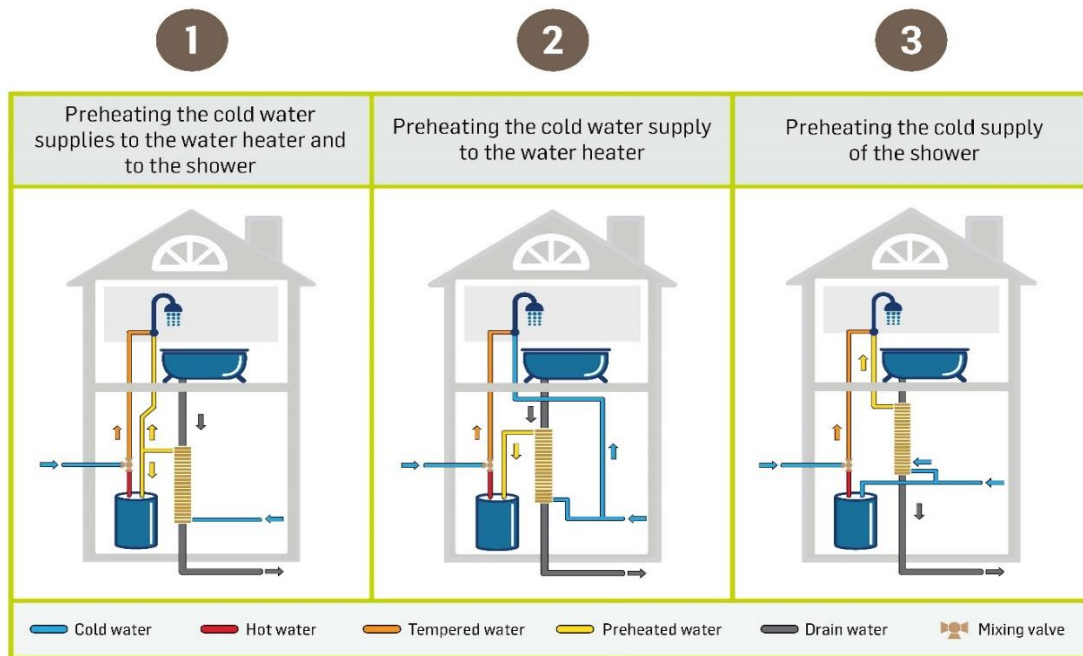 1
2
3
Preheating the cold water
supplies to the water heater and
to the shower
Preheating the cold water supply
to the water heater
Preheating the cold supply
of the shower
Cold water
Hot water
Tempered water
Preheated water
Drain water
Mixing valve